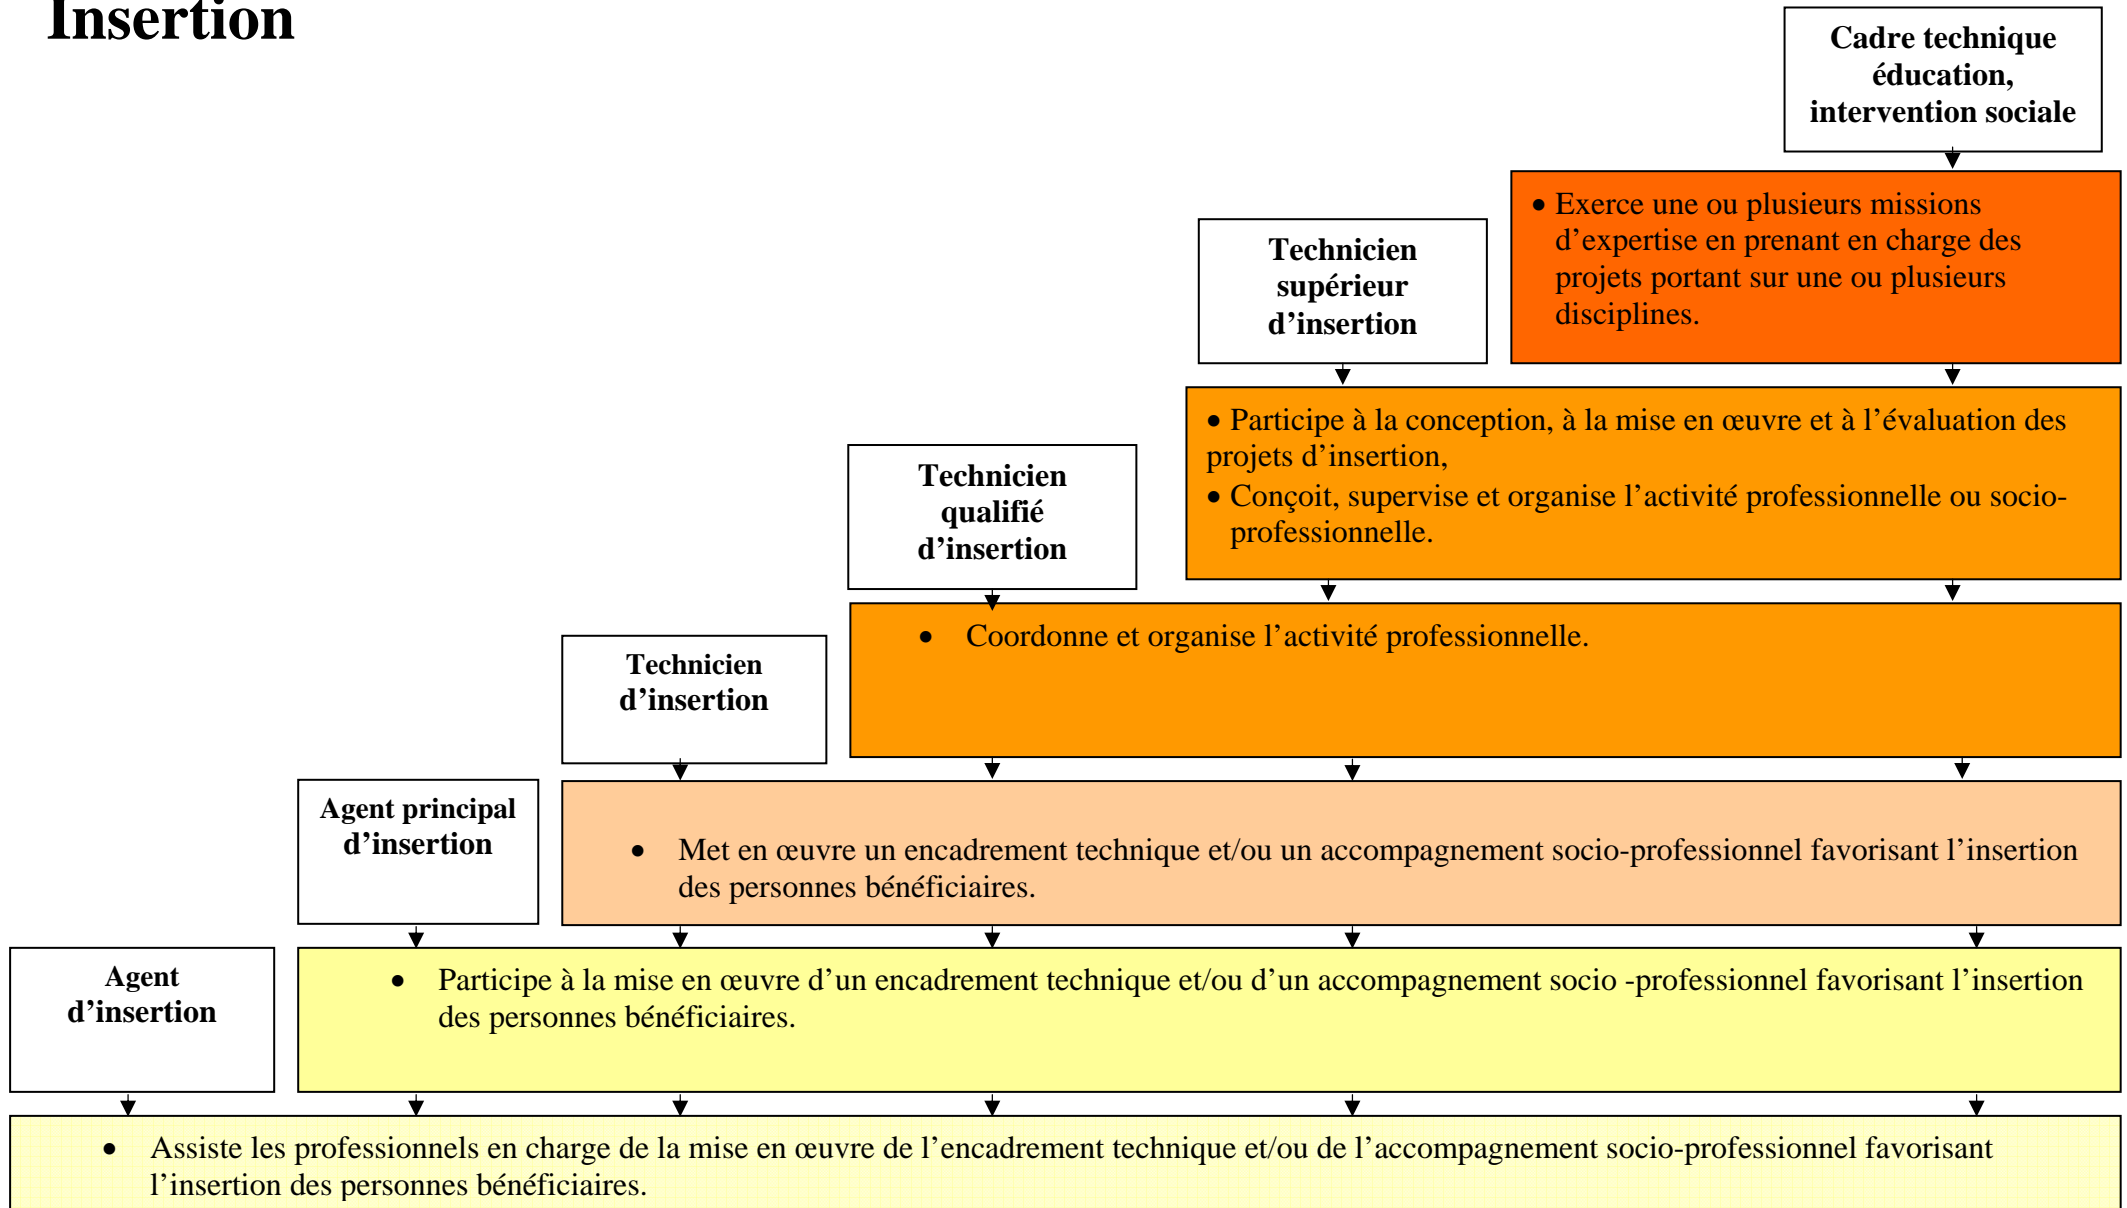 Insertion
Cadre technique
éducation,
intervention sociale
• Exerce une ou plusieurs missions
d’expertise en prenant en charge des
projets portant sur une ou plusieurs
disciplines.
Technicien
supérieur
d’insertion
• Participe à la conception, à la mise en œuvre et à l’évaluation des
projets d’insertion,
• Conçoit, supervise et organise l’activité professionnelle ou socio-
professionnelle.
Technicien
qualifié
d’insertion
• Coordonne et organise l’activité professionnelle.
Technicien
d’insertion
• Met en œuvre un encadrement technique et/ou un accompagnement socio-professionnel favorisant l’insertion
des personnes bénéficiaires.
Agent principal
d’insertion
• Participe à la mise en œuvre d’un encadrement technique et/ou d’un accompagnement socio -professionnel favorisant l’insertion
des personnes bénéficiaires.
Agent
d’insertion
• Assiste les professionnels en charge de la mise en œuvre de l’encadrement technique et/ou de l’accompagnement socio-professionnel favorisant
l’insertion des personnes bénéficiaires.